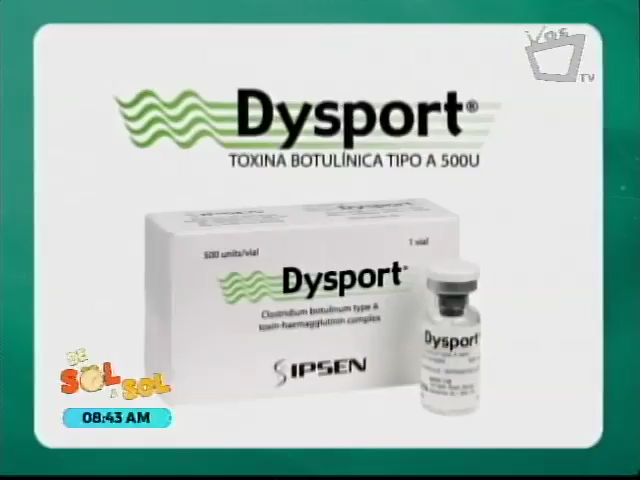 Vos
TV
Dysport®
TOXINA BOTULÍNICA TIPO A 500U
500 units/vial
1 vial
Dysport®
Clostridium botulinum type A
toxin-haemagglutinin complex
IPSEN
Dysport
DE
SOL
A SOL
08:43 AM